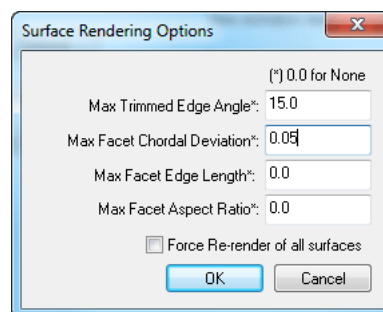 Surface Rendering Options
(*) 0.0 for None
Max Trimmed Edge Angle*: 15.0
Max Facet Chordal Deviation*: 0.05
Max Facet Edge Length*: 0.0
Max Facet Aspect Ratio*: 0.0
Force Re-render of all surfaces
OK Cancel